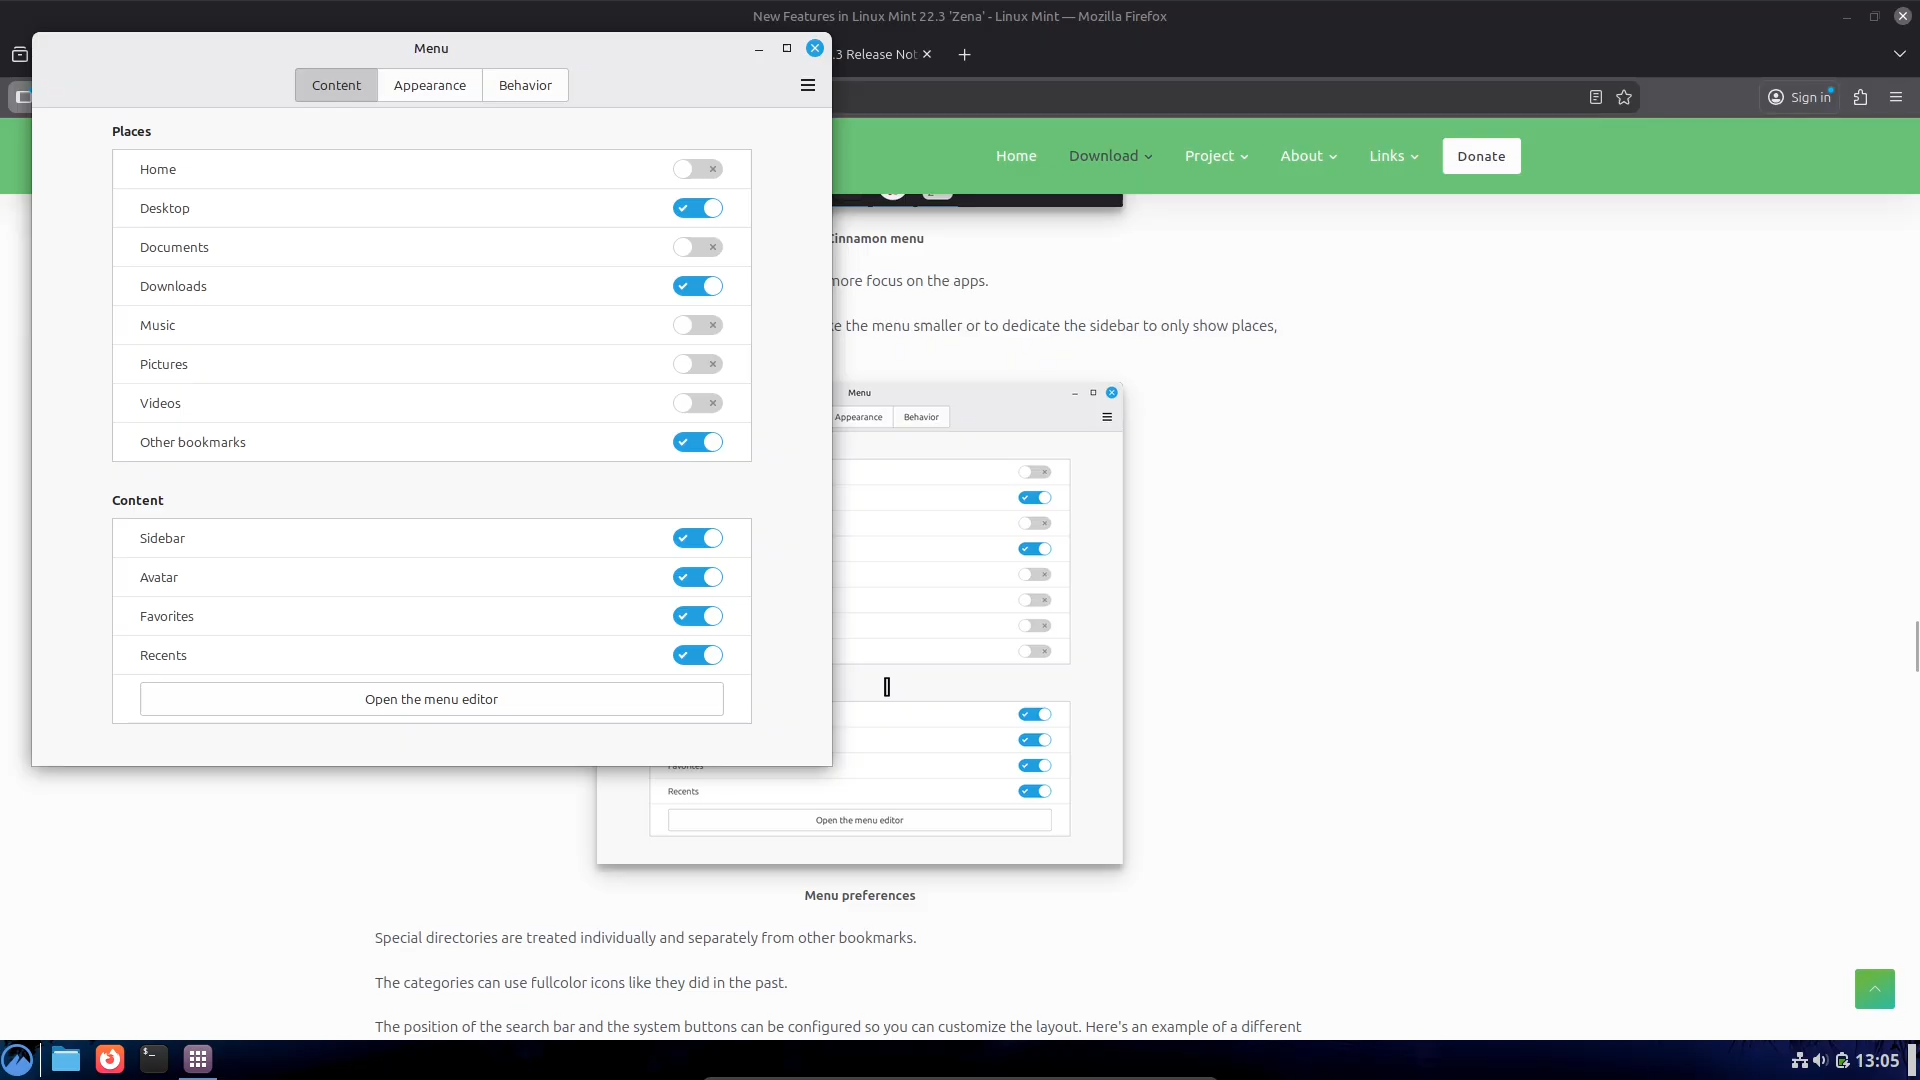 New Features in Linux Mint 22.3 'Zena' - Linux Mint — Mozilla Firefox
Menu
.3 Release Not
Content
Appearance
Behavior
Sign in
Places
Home
Desktop
Documents
Downloads
Music
Pictures
Videos
Other bookmarks
Content
Sidebar
Avatar
Favorites
Recents
Open the menu editor
Home
Download
Project
About
Links
Donate
Cinnamon menu
more focus on the apps.
the menu smaller or to dedicate the sidebar to only show places,
Menu
Appearance
Behavior
Favorites
Recents
Open the menu editor
Menu preferences
Special directories are treated individually and separately from other bookmarks.
The categories can use fullcolor icons like they did in the past.
The position of the search bar and the system buttons can be configured so you can customize the layout. Here's an example of a different
13:05